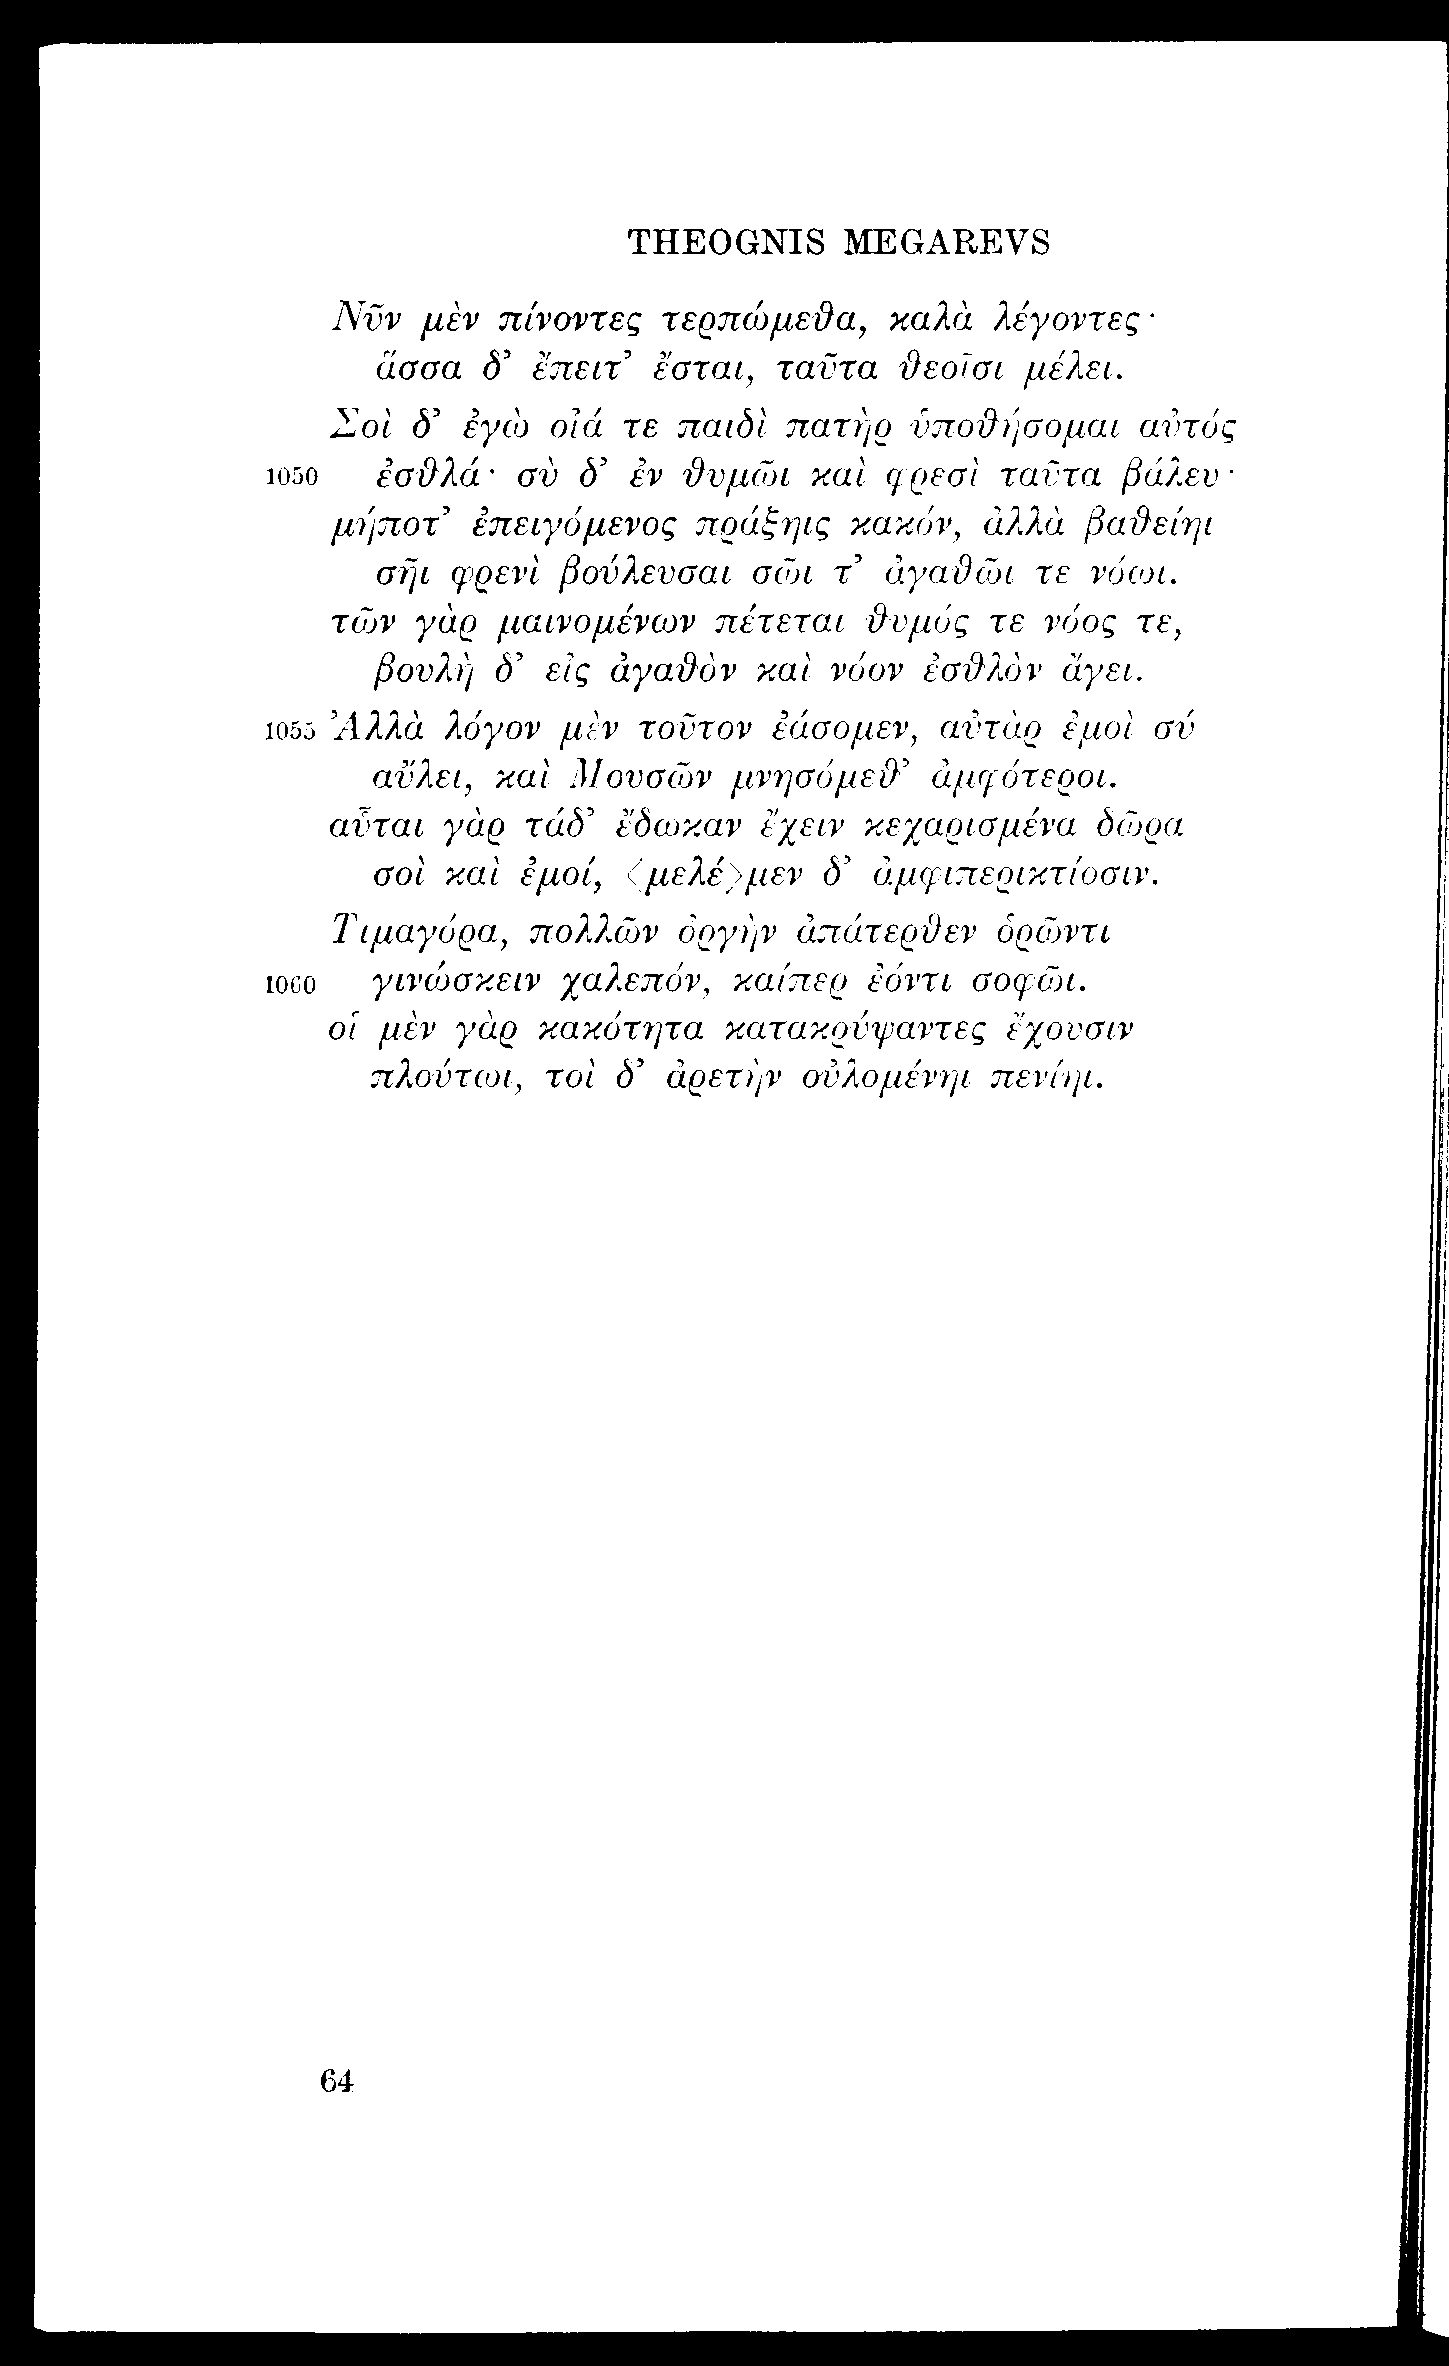 THEOGNIS MEGAREVS
Νῦν μὲν πίνοντες τερπώμεθα, καλὰ λέγοντες·
ἅσσα δ’ ἔπειτ’ ἔσται, ταῦτα θεοῖσι μέλει.
Σοὶ δ’ ἐγὼ οἷά τε παιδὶ πατὴρ ὑποθήσομαι αὐτός
1050 ἐσθλά· σὺ δ’ ἐν θυμῶι καὶ φρεσὶ ταῦτα βάλευ·
μήποτ’ ἐπειγόμενος πράξηις κακόν, ἀλλὰ βαθείηι
σῆι φρενὶ βούλευσαι σῶι τ’ ἀγαθῶι τε νόωι.
τῶν γὰρ μαινομένων πέτεται θυμός τε νόος τε,
βουλὴ δ’ εἰς ἀγαθὸν καὶ νόον ἐσθλὸν ἄγει.
1055 Ἀλλὰ λόγον μὲν τοῦτον ἐάσομεν, αὐτὰρ ἐμοὶ σύ
αὔλει, καὶ Μουσῶν μνησόμεθ’ ἀμφότεροι.
αὗται γὰρ τάδ’ ἔδωκαν ἔχειν κεχαρισμένα δῶρα
σοὶ καὶ ἐμοί, ⟨μελέ⟩μεν δ’ ἀμφιπερικτίοσιν.
Τιμαγόρα, πολλῶν ὀργὴν ἀπάτερθεν ὁρῶντι
1060 γινώσκειν χαλεπόν, καίπερ ἐόντι σοφῶι.
οἱ μὲν γὰρ κακότητα κατακρύψαντες ἔχουσιν
πλούτωι, τοὶ δ’ ἀρετὴν οὐλομένηι πενίηι.
64